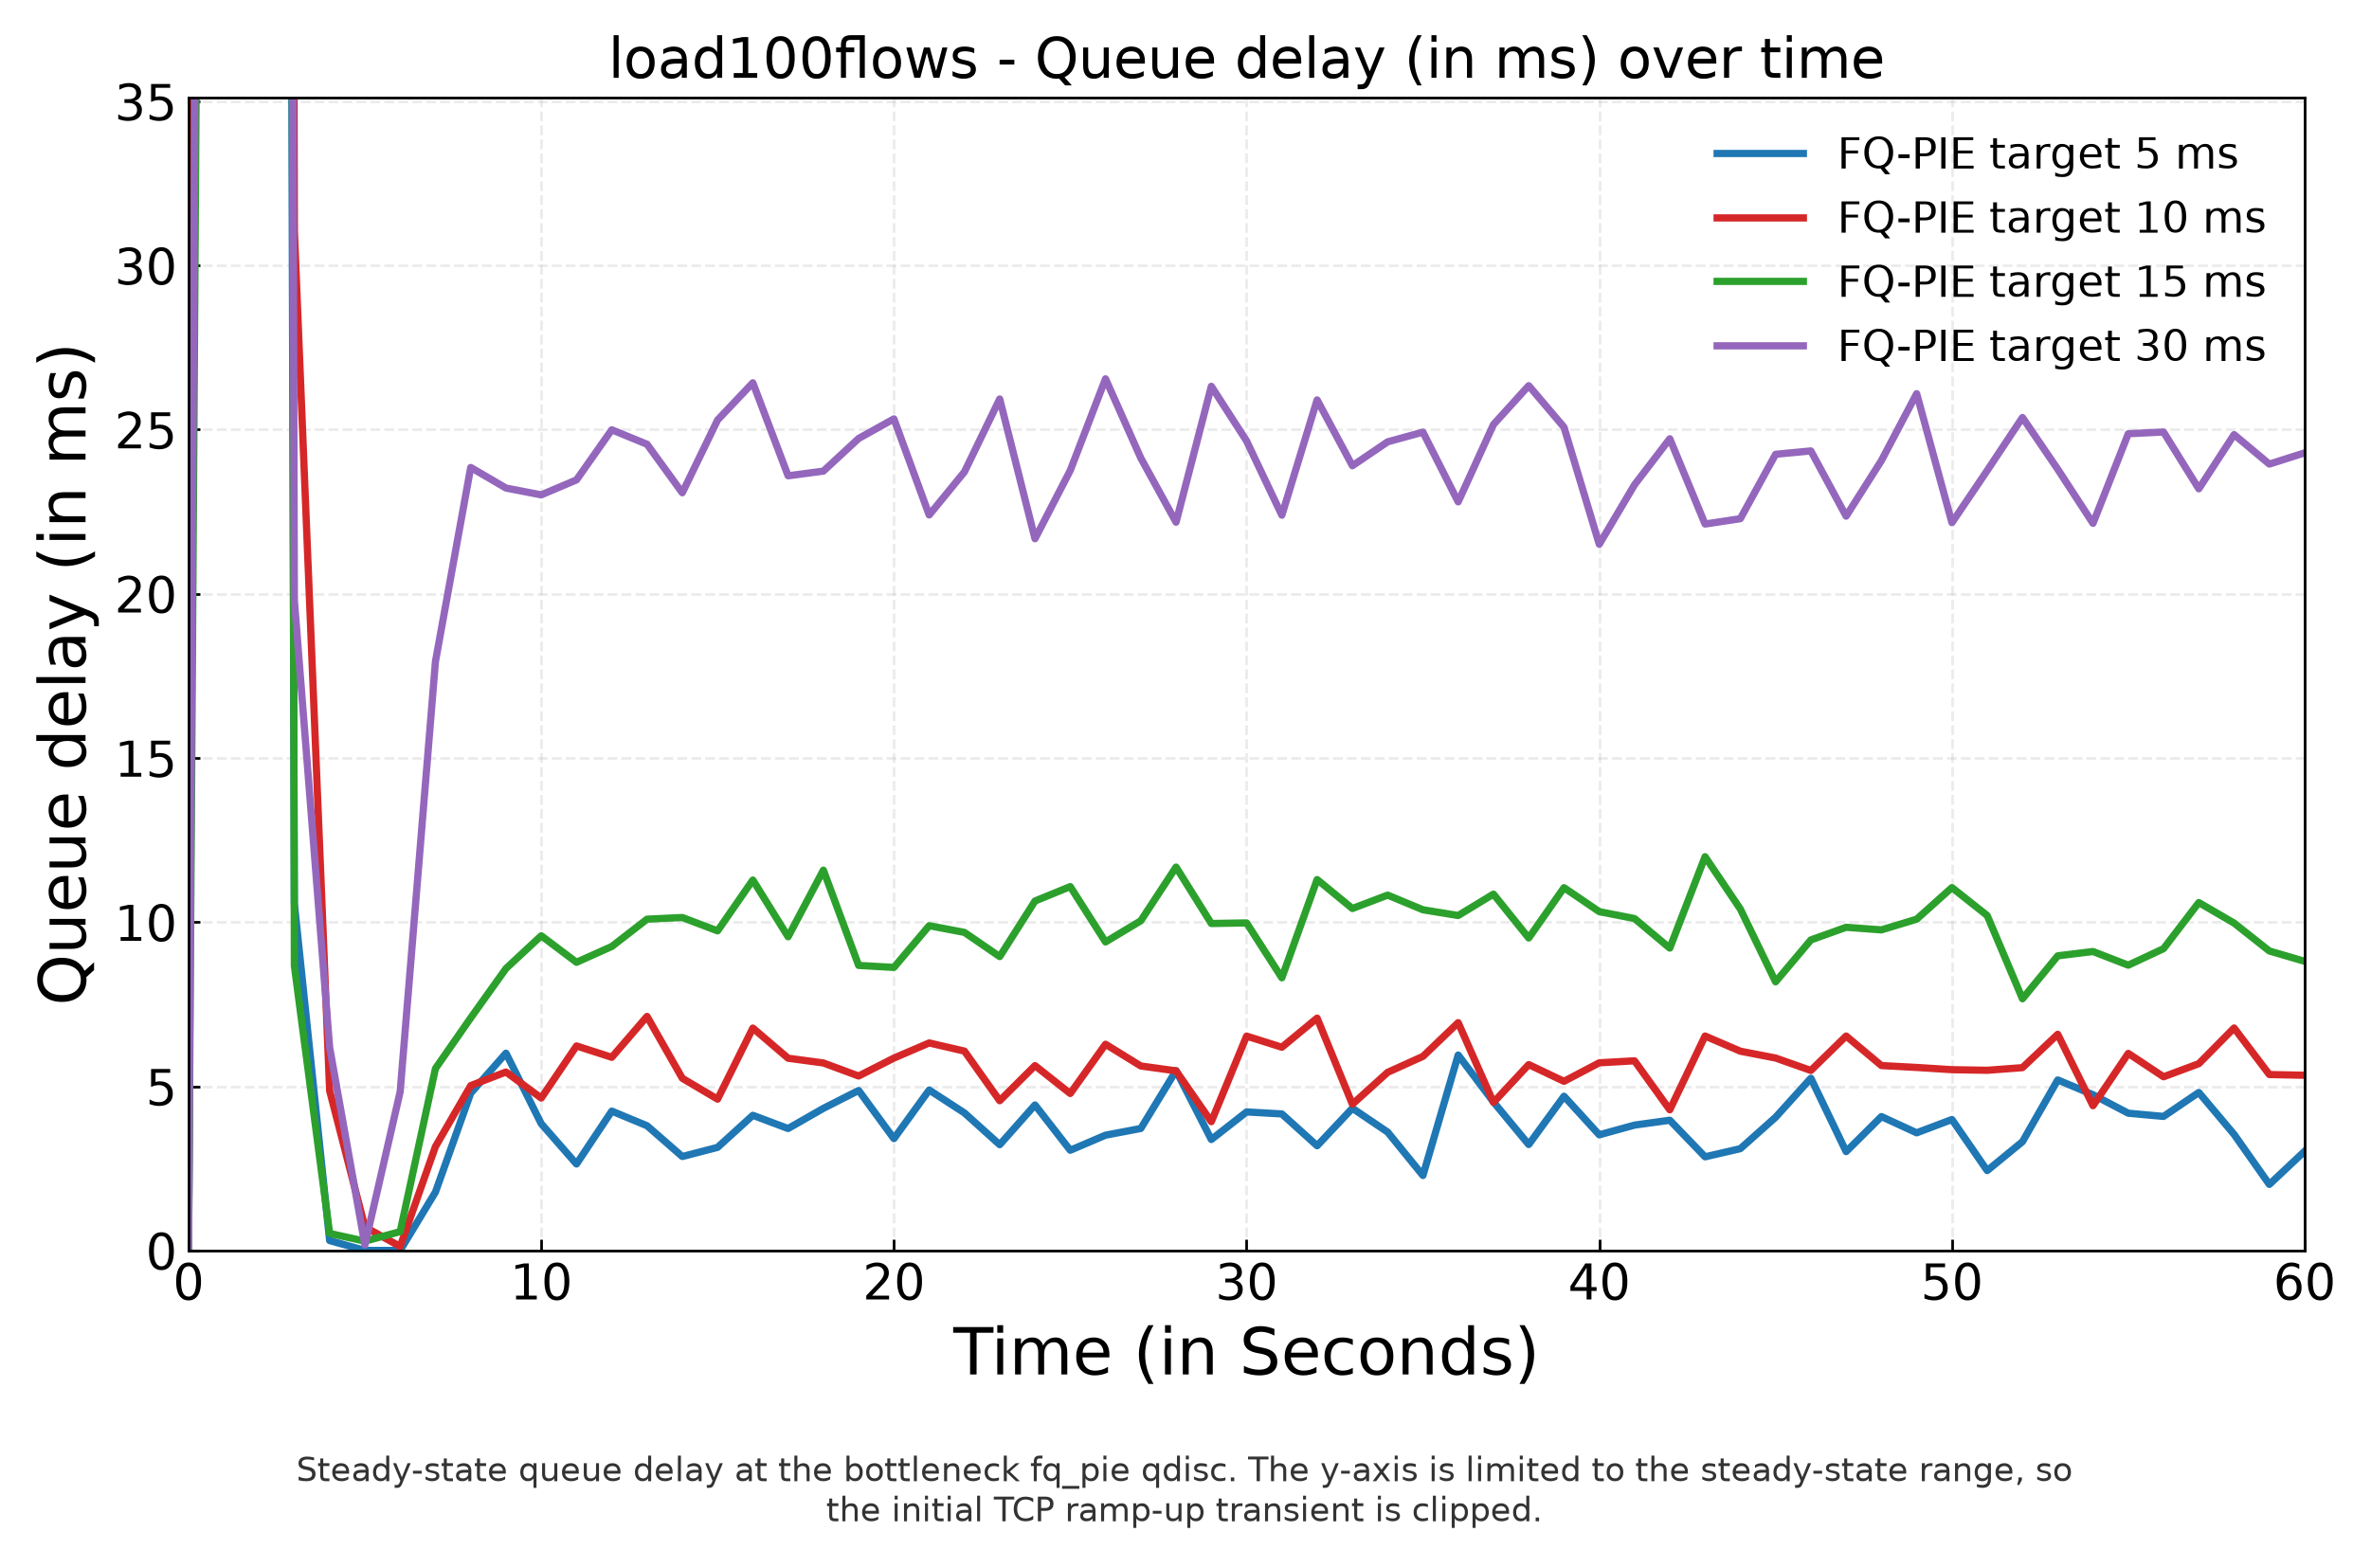 load100flows - Queue delay (in ms) over time
Queue delay (in ms)
35
30
25
20
15
10
5
0
FQ-PIE target 5 ms
FQ-PIE target 10 ms
FQ-PIE target 15 ms
FQ-PIE target 30 ms
0 10 20 30 40 50 60
Time (in Seconds)
Steady-state queue delay at the bottleneck fq_pie qdisc. The y-axis is limited to the steady-state range, so
the initial TCP ramp-up transient is clipped.